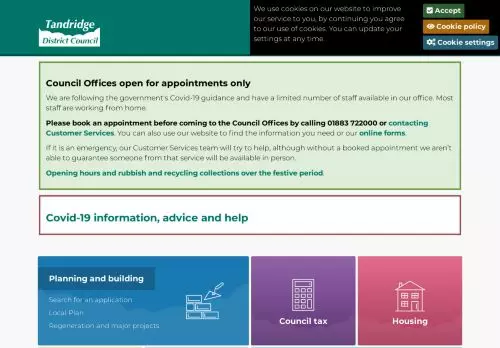 Tandridge
District Council
We use cookies on our website to improve
our service to you, by continuing you agree
to our use of cookies. You can update your
settings at any time.
Accept
Cookie policy
Cookie settings
Council Offices open for appointments only
We are following the government's Covid-19 guidance and have a limited number of staff available in our office. Most
staff are working from home.
Please book an appointment before coming to the Council Offices by calling 01883 722000 or contacting
Customer Services. You can also use our website to find the information you need or our online forms.
If it is an emergency, our Customer Services team will try to help, although without a booked appointment we aren't
able to guarantee someone from that service will be available in person.
Opening hours and rubbish and recycling collections over the festive period.
Covid-19 information, advice and help
Planning and building
Search for an application
Local Plan
Regeneration and major projects
Council tax
Housing